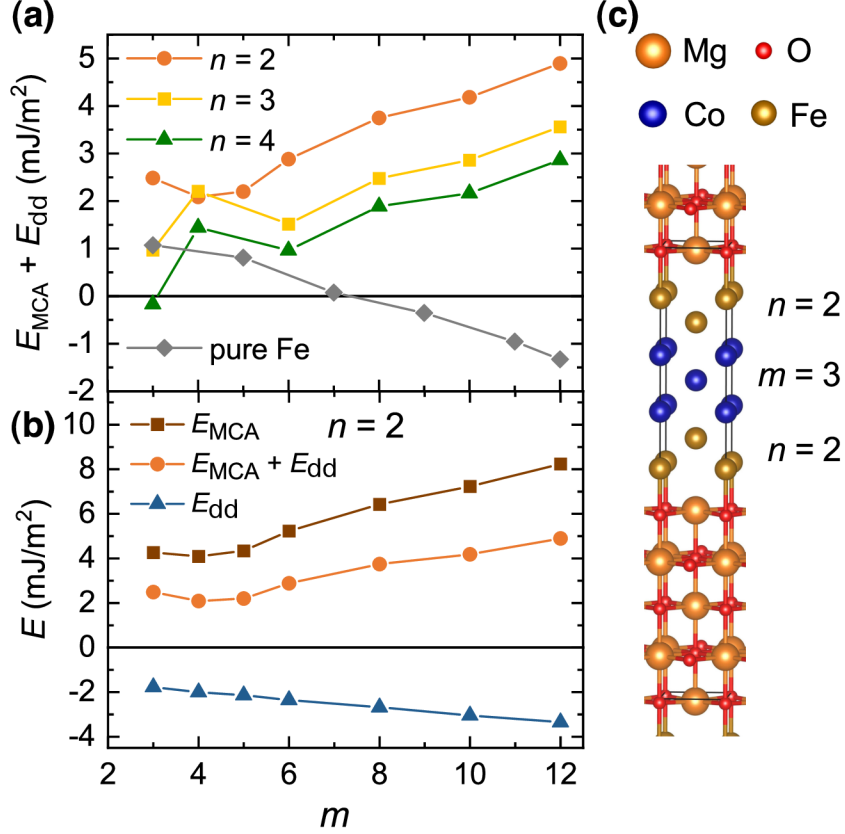 (a)
5
4
3
2
1
0
-1
-2
E_MCA + E_dd (mJ/m²)
n = 2
n = 3
n = 4
pure Fe
(b)
10
8
6
4
2
0
-2
-4
E (mJ/m²)
E_MCA
n = 2
E_MCA + E_dd
E_dd
2 4 6 8 10 12
m
(c)
Mg O
Co Fe
n = 2
m = 3
n = 2